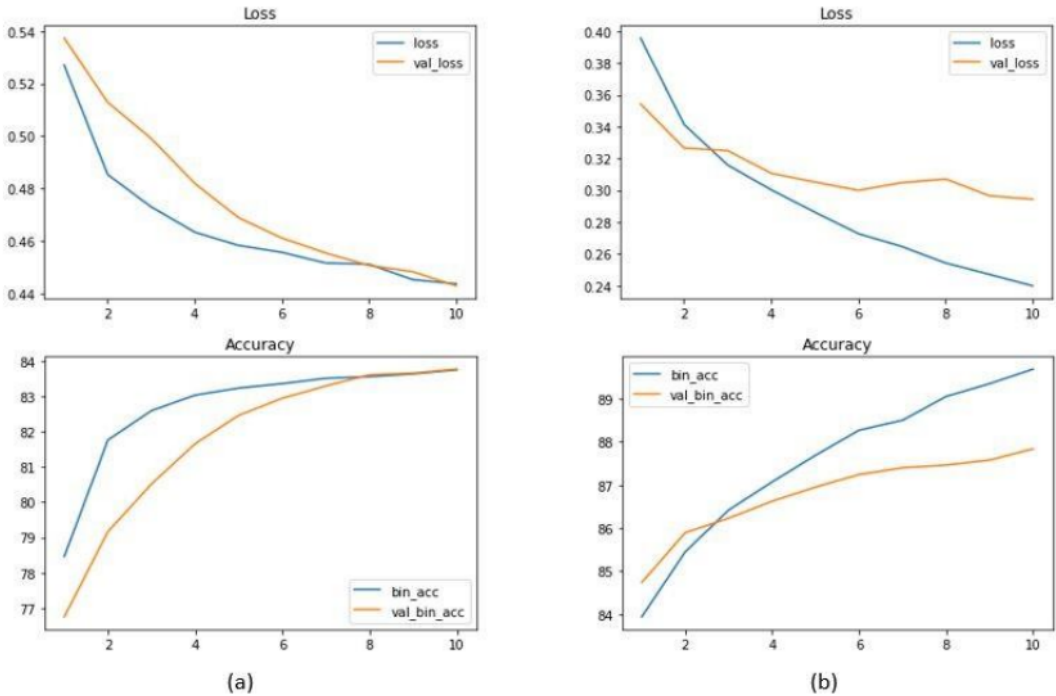 Loss
0.54
0.52
0.50
0.48
0.46
0.44
loss
val_loss
2 4 6 8 10
Loss
0.40
0.38
0.36
0.34
0.32
0.30
0.28
0.26
0.24
loss
val_loss
2 4 6 8 10
Accuracy
84
83
82
81
80
79
78
77
bin_acc
val_bin_acc
2 4 6 8 10
Accuracy
89
88
87
86
85
84
bin_acc
val_bin_acc
2 4 6 8 10
(a)
(b)